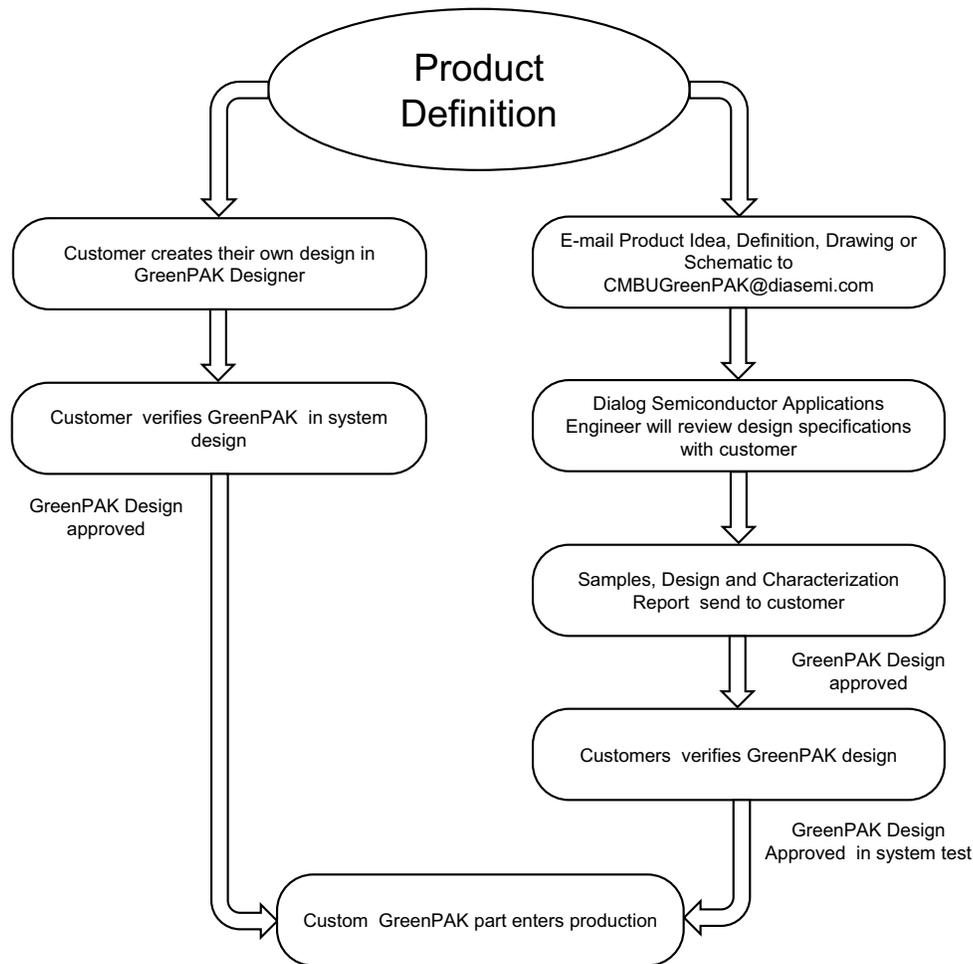 Product
Definition
Customer creates their own design in
GreenPAK Designer
E-mail Product Idea, Definition, Drawing or
Schematic to
CMBUGreenPAK@diasemi.com
Customer verifies GreenPAK in system
design
Dialog Semiconductor Applications
Engineer will review design specifications
with customer
GreenPAK Design
approved
Samples, Design and Characterization
Report send to customer
GreenPAK Design
approved
Customers verifies GreenPAK design
GreenPAK Design
Approved in system test
Custom GreenPAK part enters production